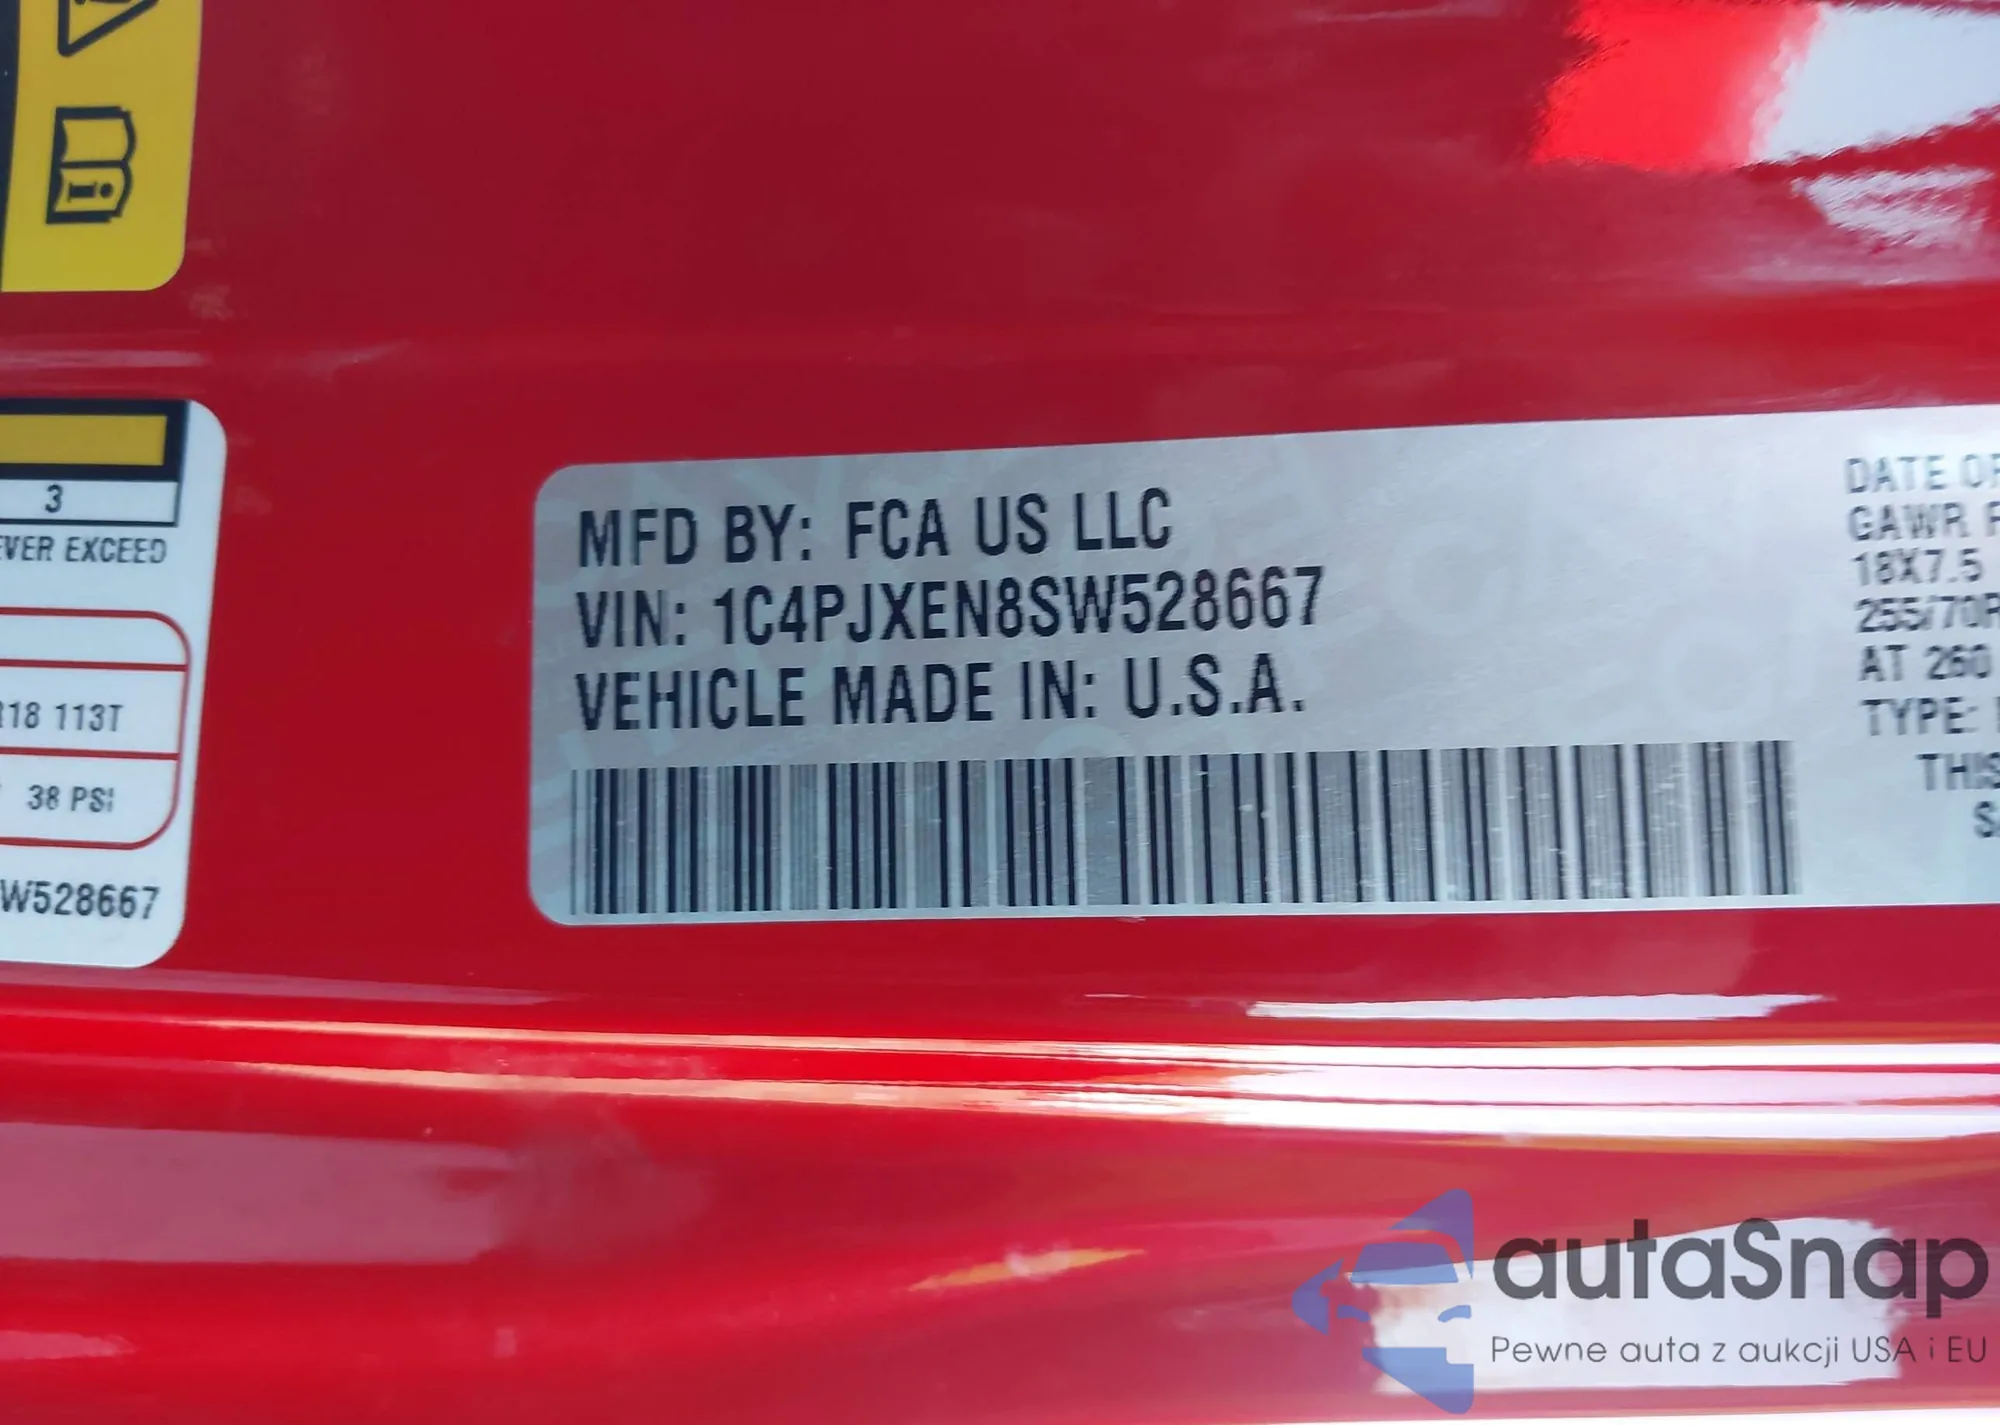 3
EVER EXCEED
R18 113T
38 PSI
W528667
MFD BY: FCA US LLC
VIN: 1C4PJXEN8SW528667
VEHICLE MADE IN: U.S.A.
DATE OF
GAWR F
18X7.5
255/70R
AT 260
TYPE:
THIS
SA
autaSnap
Pewne auta z aukcji USA i EU